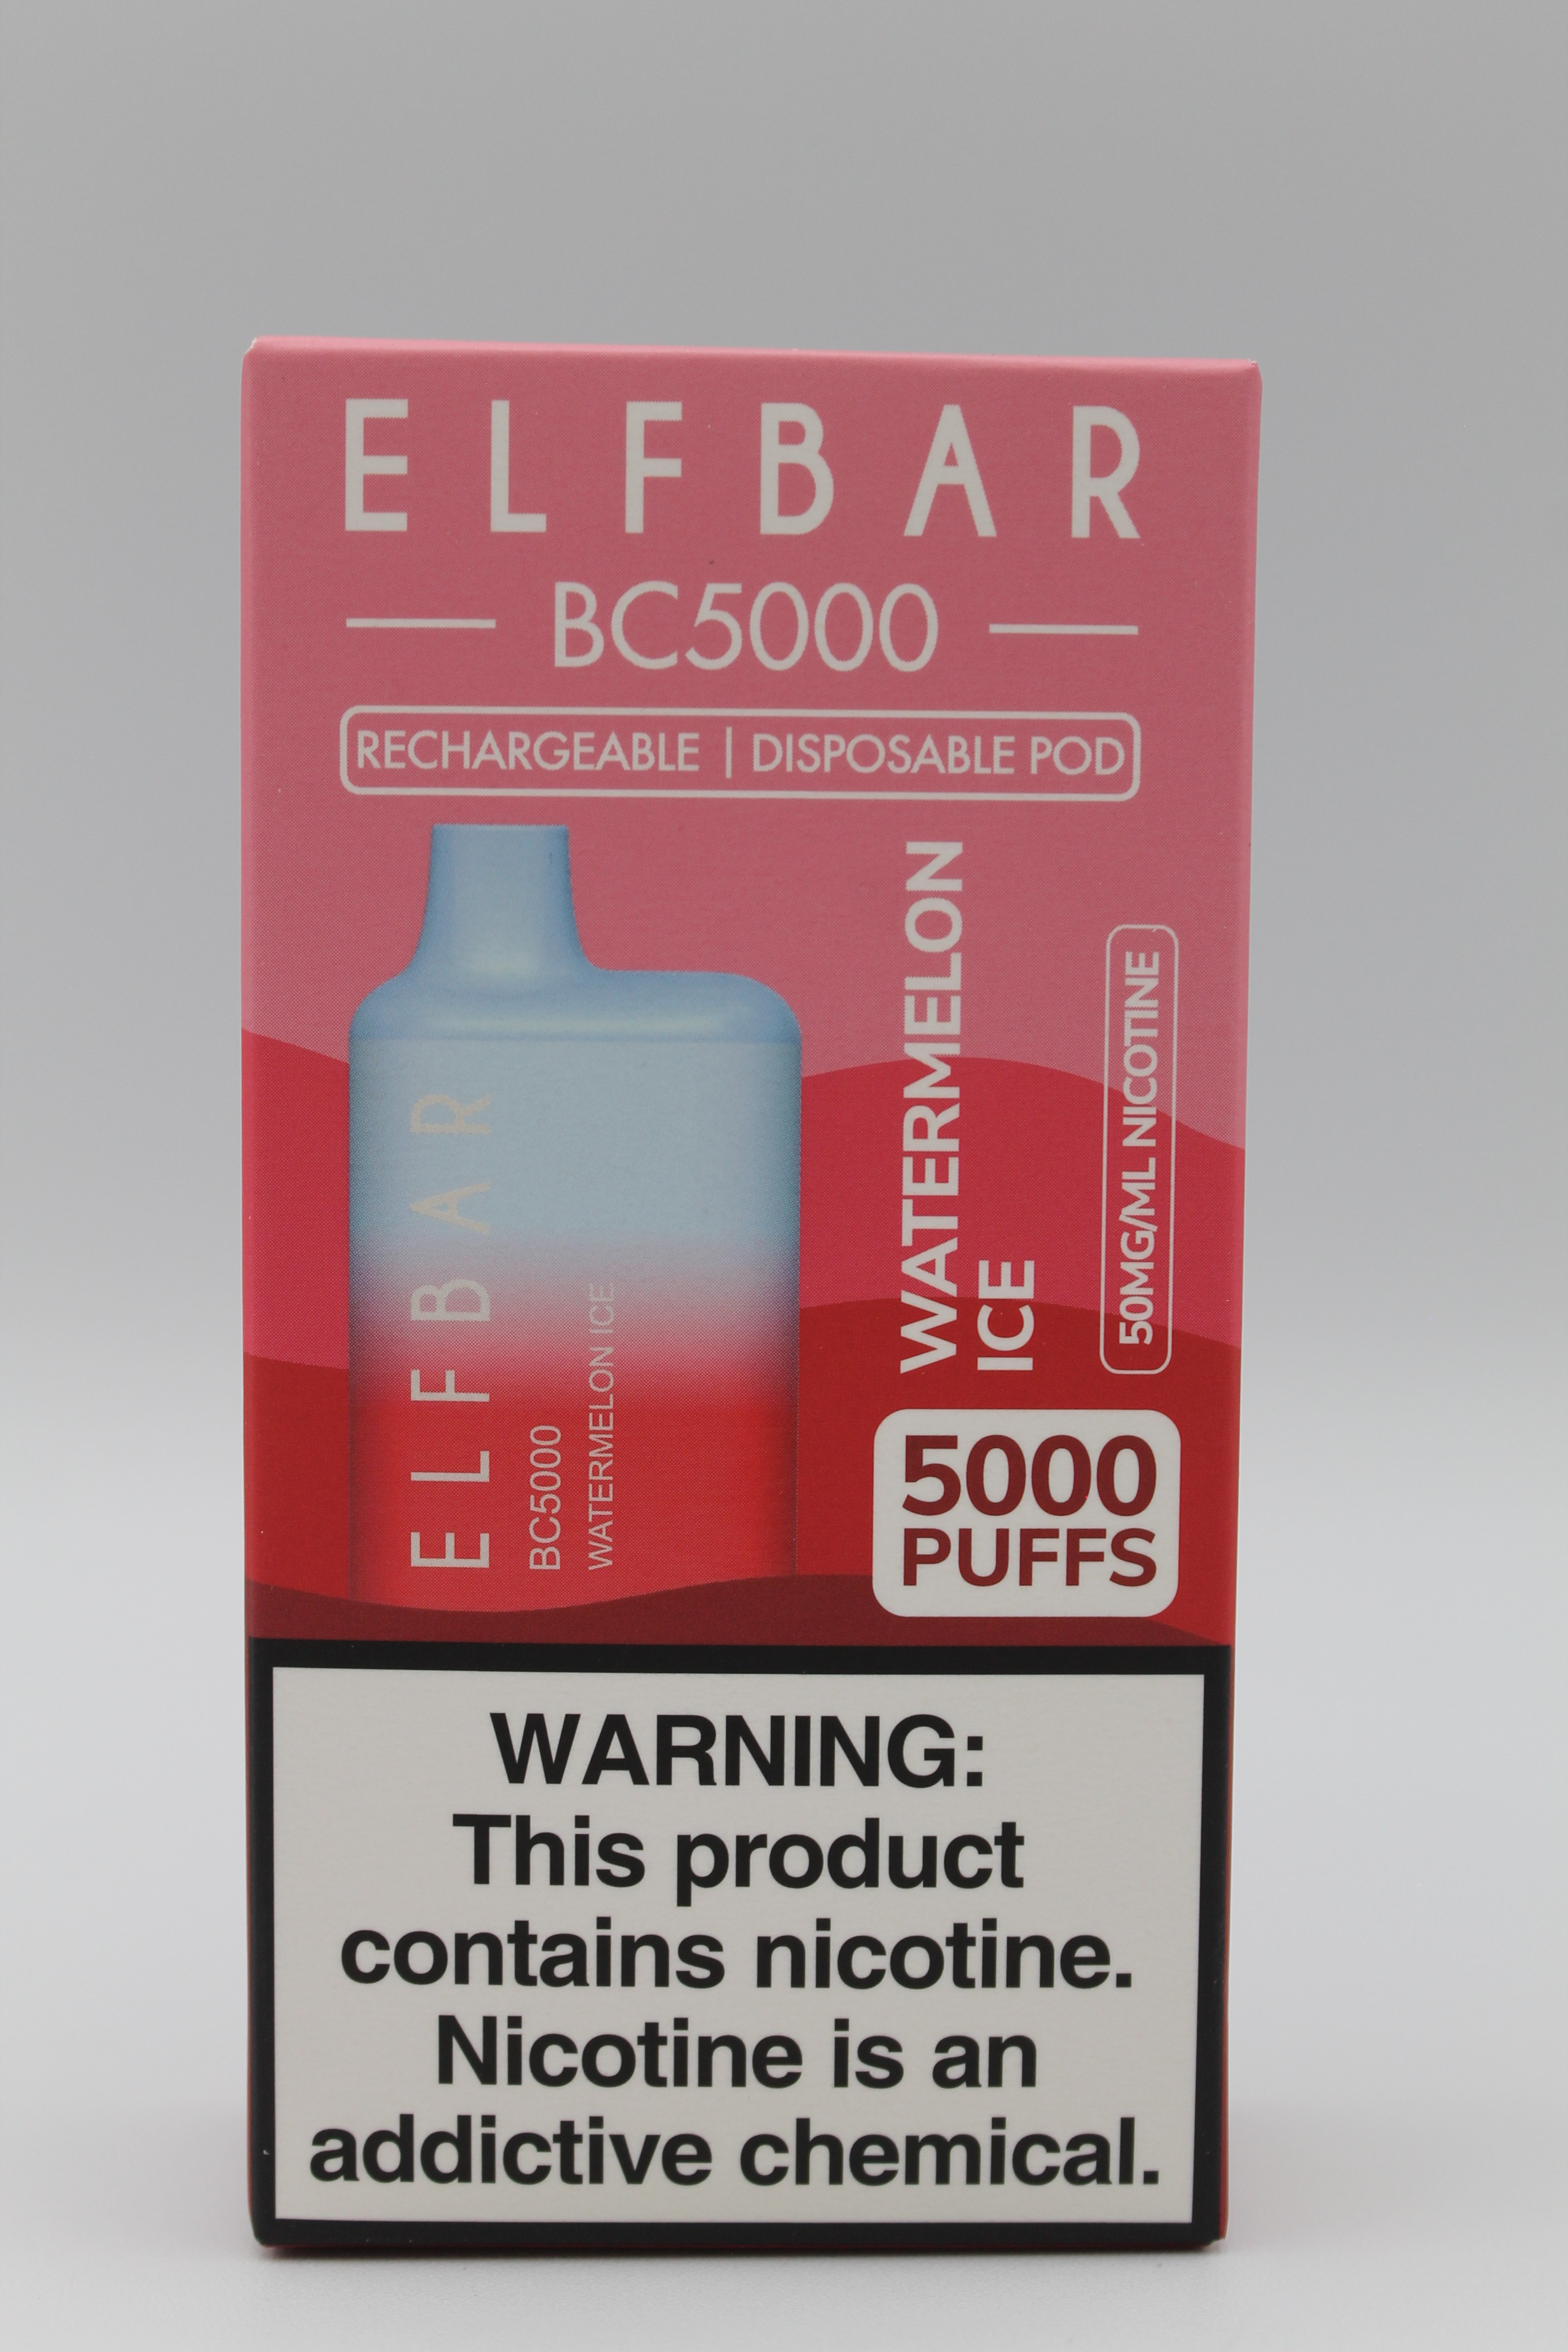 ELFBAR
BC5000
RECHARGEABLE | DISPOSABLE POD
ELFBAR
BC5000
WATERMELON ICE
WATERMELON
ICE
50MG/ML NICOTINE
5000
PUFFS
WARNING:
This product
contains nicotine.
Nicotine is an
addictive chemical.